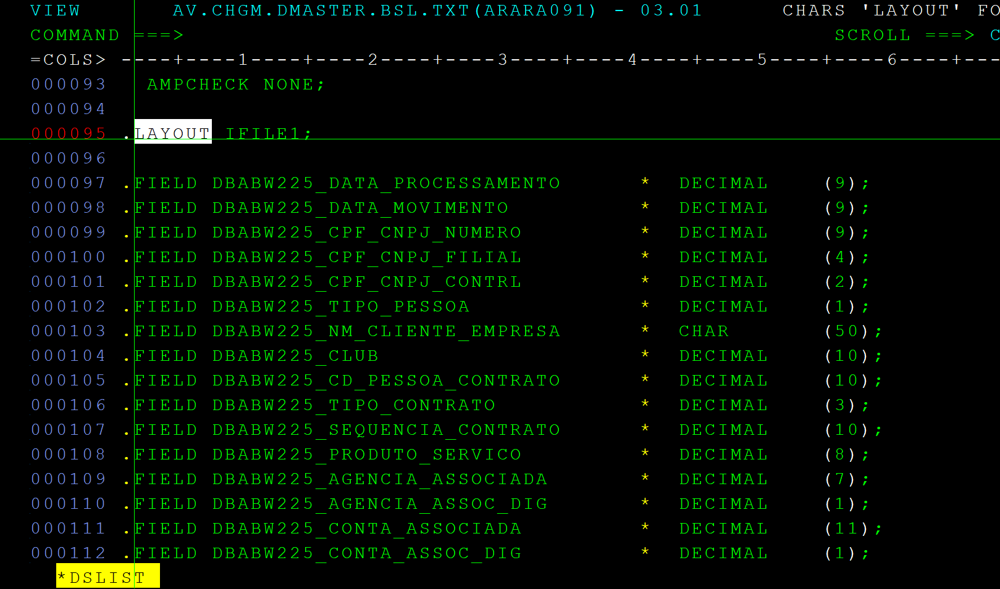 VIEW AV.CHGM.DMASTER.BSL.TXT(ARARA091) - 03.01 CHARS 'LAYOUT' FO
COMMAND ===> SCROLL ===> C
=COLS> ----+----1----+----2----+----3----+----4----+----5----+----6----+---
000093 AMPCHECK NONE;
000094
000095 .LAYOUT IFILE1;
000096
000097 .FIELD DBABW225_DATA_PROCESSAMENTO * DECIMAL (9);
000098 .FIELD DBABW225_DATA_MOVIMENTO * DECIMAL (9);
000099 .FIELD DBABW225_CPF_CNPJ_NUMERO * DECIMAL (9);
000100 .FIELD DBABW225_CPF_CNPJ_FILIAL * DECIMAL (4);
000101 .FIELD DBABW225_CPF_CNPJ_CONTRL * DECIMAL (2);
000102 .FIELD DBABW225_TIPO_PESSOA * DECIMAL (1);
000103 .FIELD DBABW225_NM_CLIENTE_EMPRESA * CHAR (50);
000104 .FIELD DBABW225_CLUB * DECIMAL (10);
000105 .FIELD DBABW225_CD_PESSOA_CONTRATO * DECIMAL (10);
000106 .FIELD DBABW225_TIPO_CONTRATO * DECIMAL (3);
000107 .FIELD DBABW225_SEQUENCIA_CONTRATO * DECIMAL (10);
000108 .FIELD DBABW225_PRODUTO_SERVICO * DECIMAL (8);
000109 .FIELD DBABW225_AGENCIA_ASSOCIADA * DECIMAL (7);
000110 .FIELD DBABW225_AGENCIA_ASSOC_DIG * DECIMAL (1);
000111 .FIELD DBABW225_CONTA_ASSOCIADA * DECIMAL (11);
000112 .FIELD DBABW225_CONTA_ASSOC_DIG * DECIMAL (1);
*DSLIST